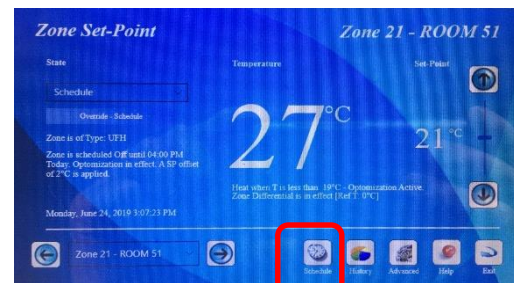 Zone Set-Point
Zone 21 - ROOM 51
State
Temperature
Set-Point
Schedule
Override - Schedule
27°C
21 °C
Zone is of Type: UFH
Zone is scheduled Off until 04:00 PM
Today. Optomization in effect. A SP offset
of 2°C is applied.
Heat when T is less than 19°C - Optomization Active.
Zone Differential is in effect [Ref T: 0°C]
Monday, June 24, 2019 3:07:23 PM
Zone 21 - ROOM 51
Schedule
History
Advanced
Help
Exit